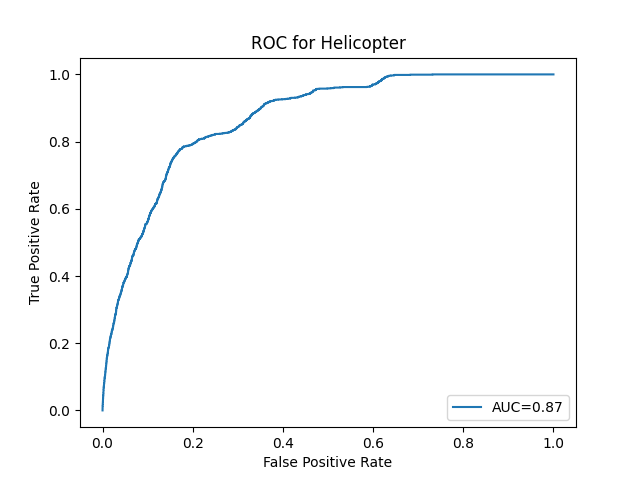 ROC for Helicopter
1.0
0.8
0.6
0.4
0.2
0.0
True Positive Rate
AUC=0.87
0.0 0.2 0.4 0.6 0.8 1.0
False Positive Rate